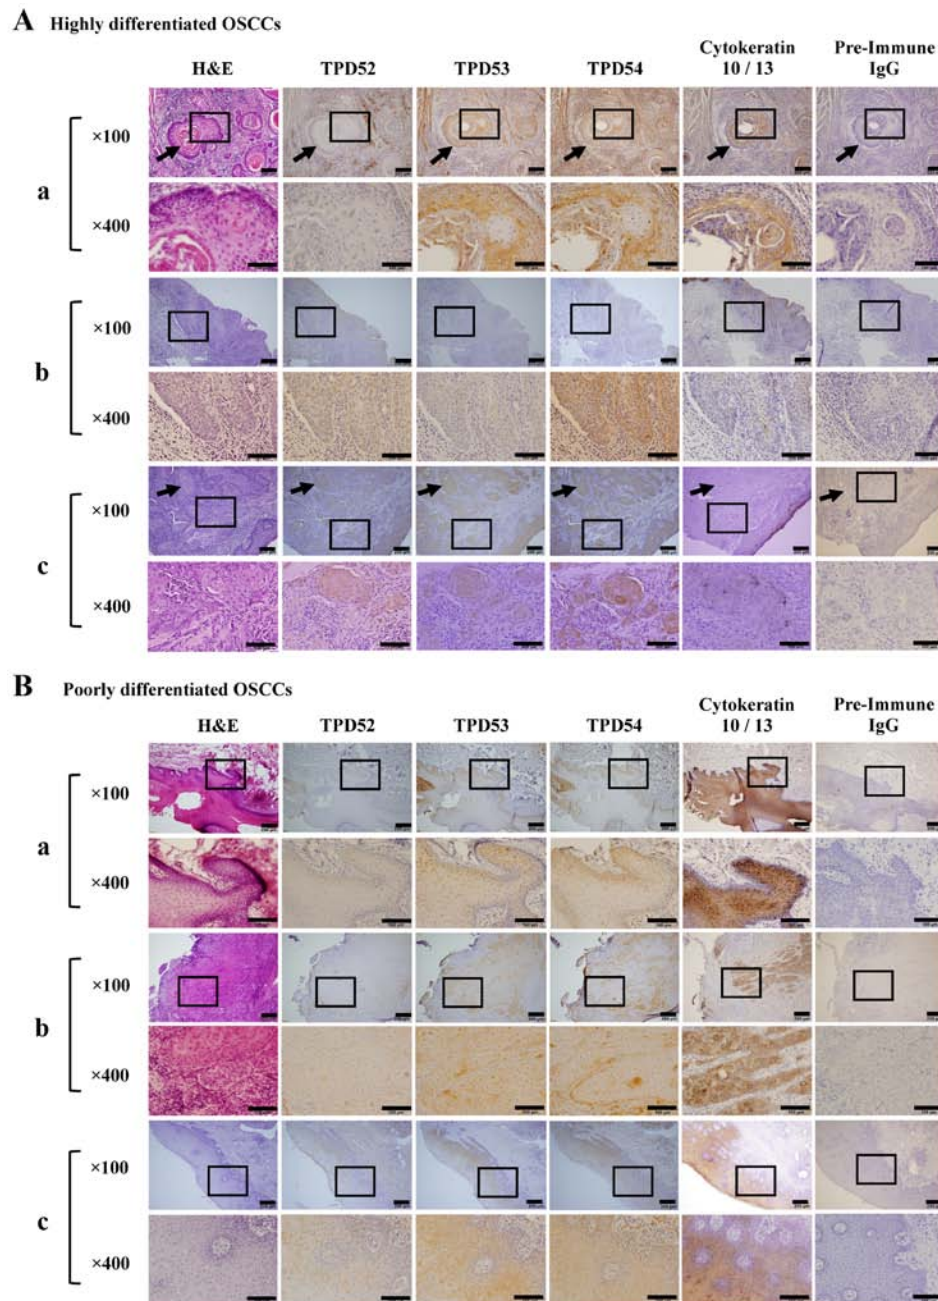 A Highly differentiated OSCCs
H&E TPD52 TPD53 TPD54 Cytokeratin 10 / 13 Pre-Immune IgG
a
×100
×400
b
×100
×400
c
×100
×400
B Poorly differentiated OSCCs
H&E TPD52 TPD53 TPD54 Cytokeratin 10 / 13 Pre-Immune IgG
a
×100
×400
b
×100
×400
c
×100
×400